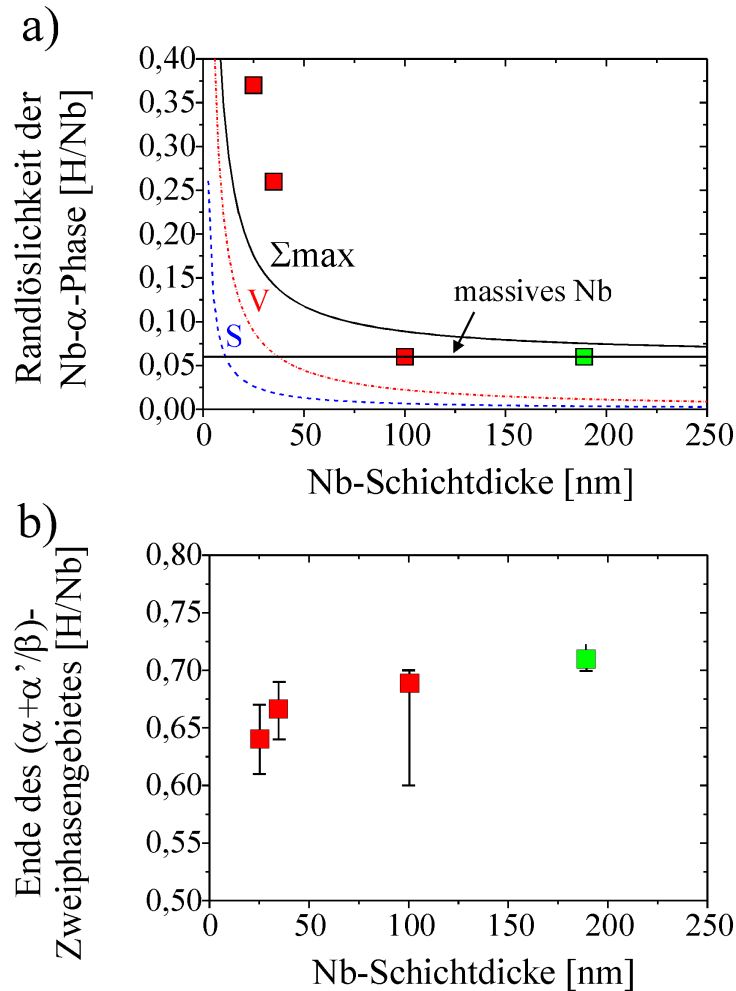 a)
Randlöslichkeit der
Nb-α-Phase [H/Nb]
0,40
0,35
0,30
0,25
0,20
0,15
0,10
0,05
0,00
Σmax
V
S
massives Nb
0 50 100 150 200 250
Nb-Schichtdicke [nm]
b)
Ende des (α+α’/β)-
Zweiphasengebietes [H/Nb]
0,80
0,75
0,70
0,65
0,60
0,55
0,50
0 50 100 150 200 250
Nb-Schichtdicke [nm]